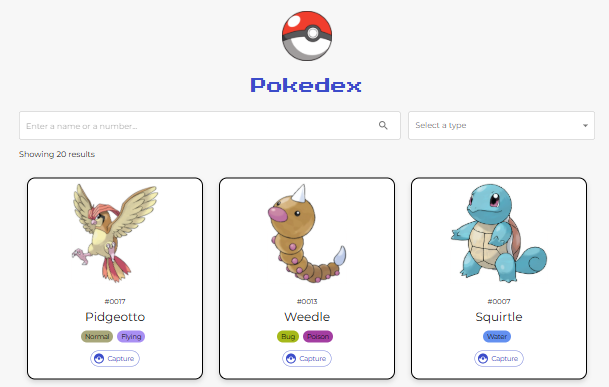 Pokedex
Enter a name or a number...
Select a type
Showing 20 results
#0017
Pidgeotto
Normal Flying
Capture
#0013
Weedle
Bug Poison
Capture
#0007
Squirtle
Water
Capture